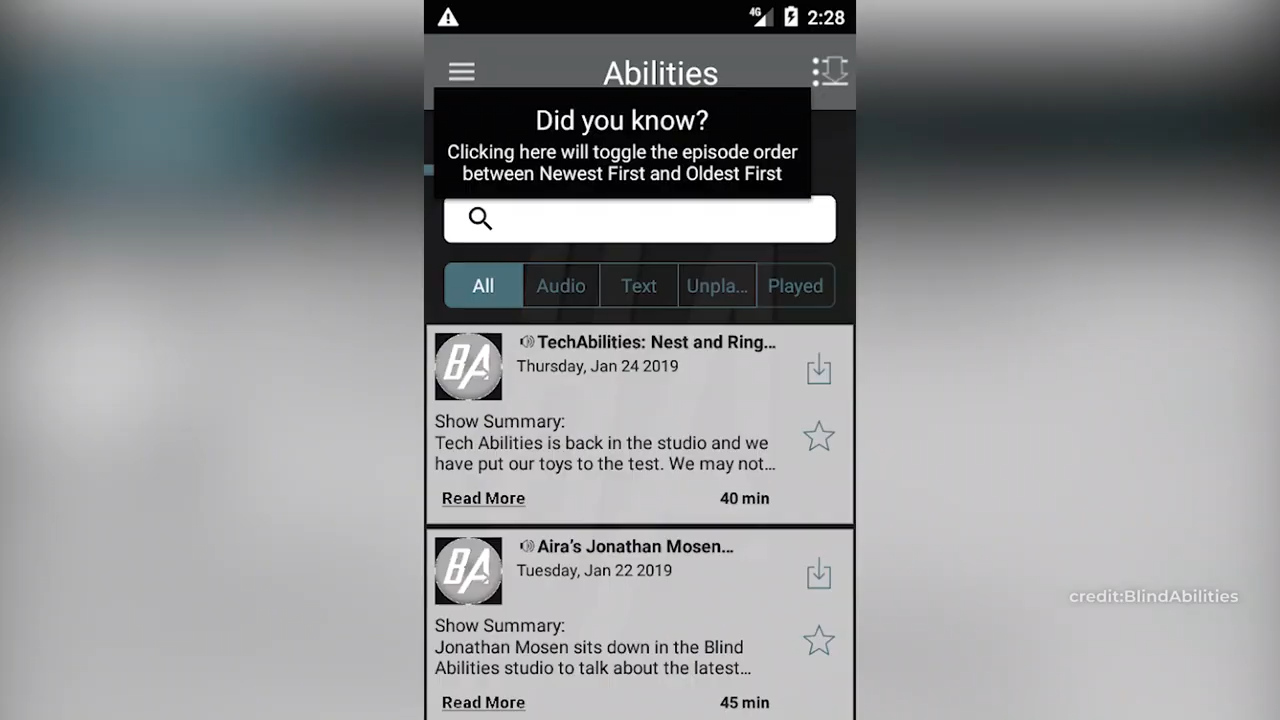 4G 2:28
Abilities
Did you know?
Clicking here will toggle the episode order
between Newest First and Oldest First
All Audio Text Unpla... Played
BA
TechAbilities: Nest and Ring...
Thursday, Jan 24 2019
Show Summary:
Tech Abilities is back in the studio and we
have put our toys to the test. We may not...
Read More 40 min
BA
Aira’s Jonathan Mosen...
Tuesday, Jan 22 2019
Show Summary:
Jonathan Mosen sits down in the Blind
Abilities studio to talk about the latest...
Read More 45 min
credit:BlindAbilities